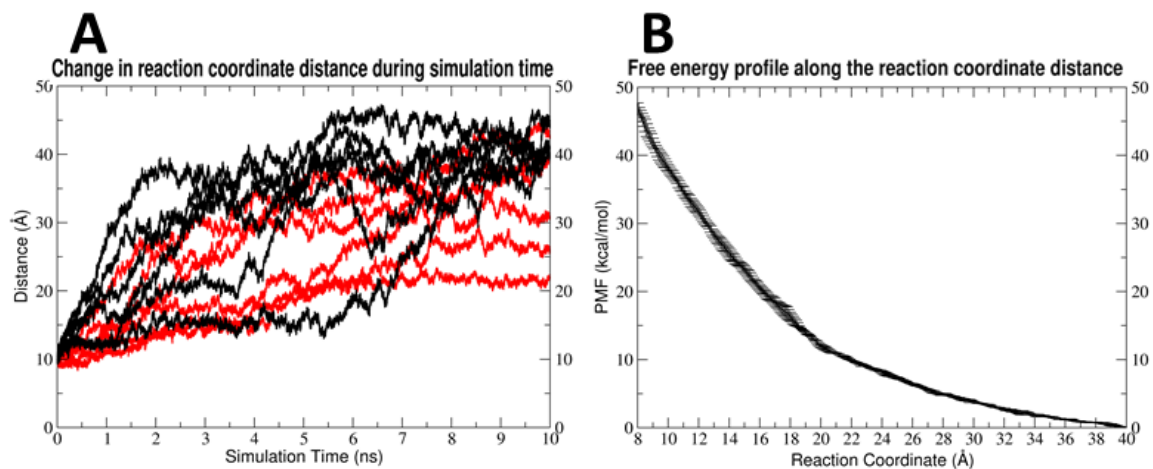 A
Change in reaction coordinate distance during simulation time
50 50
40 40
30 30
20 20
10 10
0 0
Distance (Å)
0 1 2 3 4 5 6 7 8 9 10
Simulation Time (ns)
B
Free energy profile along the reaction coordinate distance
50 50
40 40
30 30
20 20
10 10
0 0
PMF (kcal/mol)
8 10 12 14 16 18 20 22 24 26 28 30 32 34 36 38 40
Reaction Coordinate (Å)